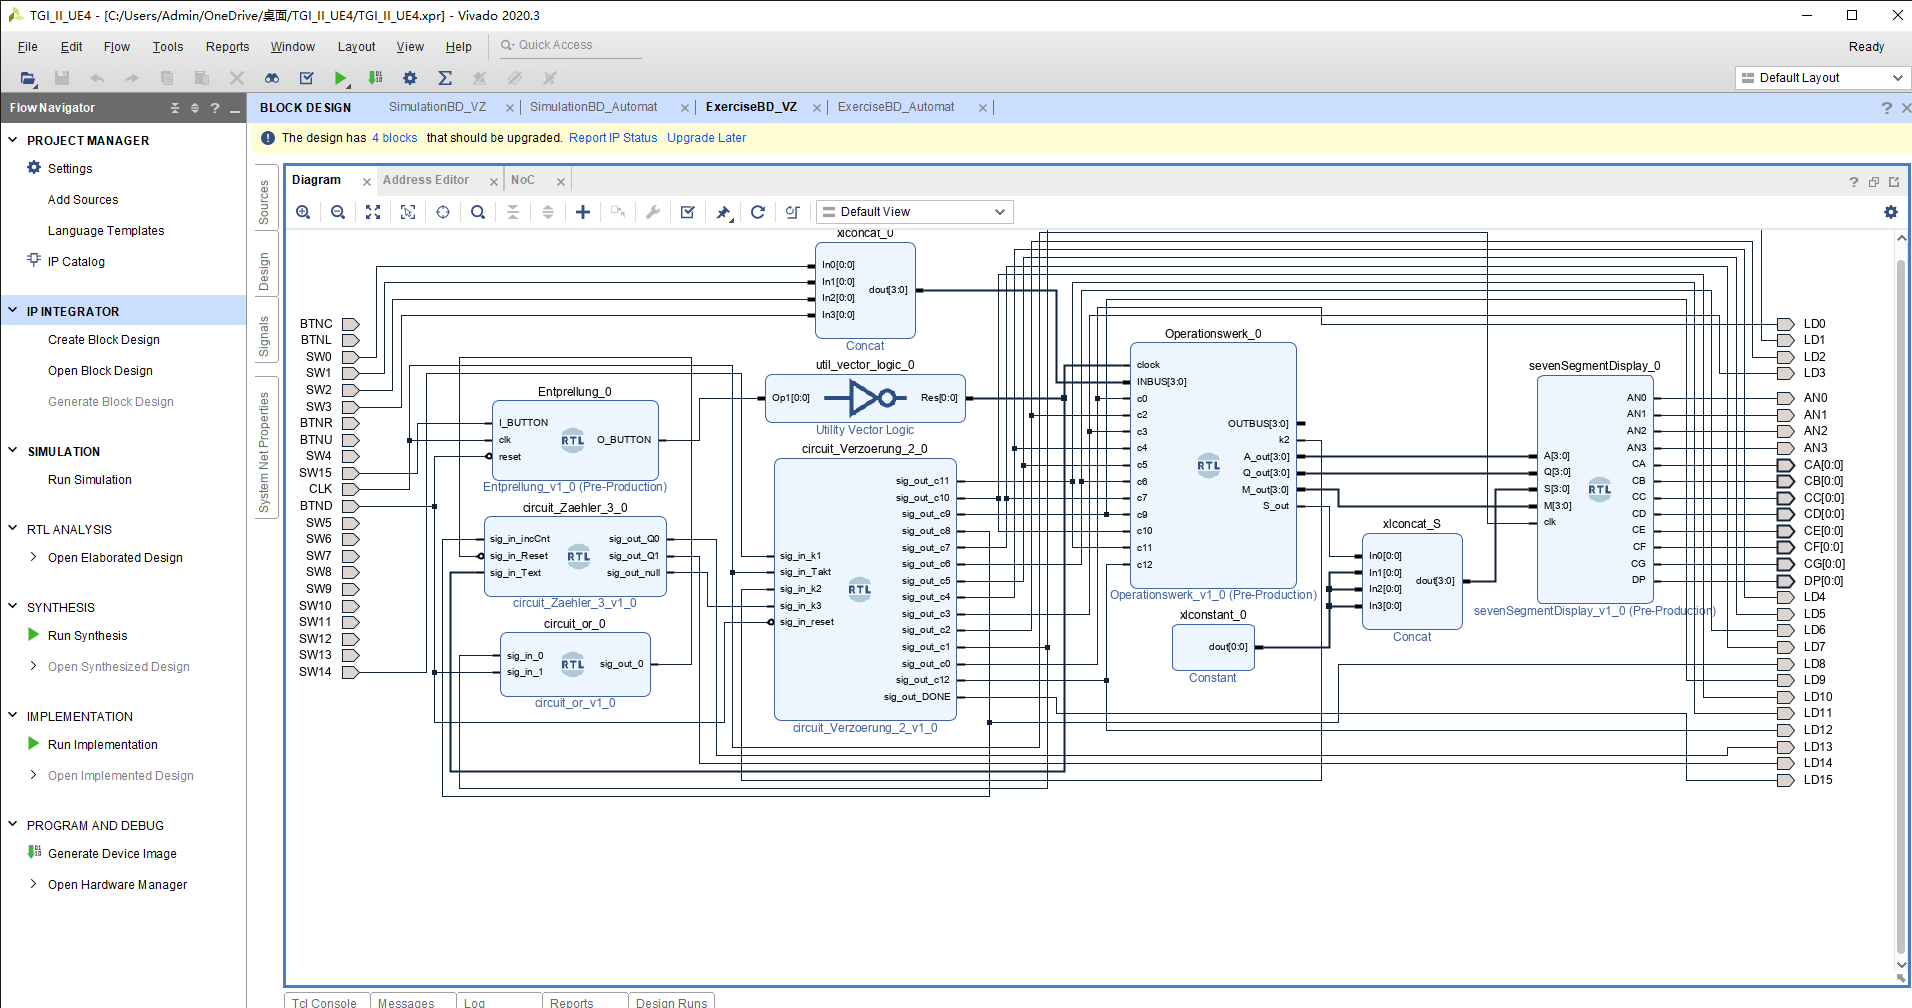 TGI_II_UE4 - [C:/Users/Admin/OneDrive/桌面/TGI_II_UE4/TGI_II_UE4.xpr] - Vivado 2020.3
File Edit Flow Tools Reports Window Layout View Help Quick Access Ready
Default Layout
Flow Navigator
PROJECT MANAGER
Settings
Add Sources
Language Templates
IP Catalog
IP INTEGRATOR
Create Block Design
Open Block Design
Generate Block Design
SIMULATION
Run Simulation
RTL ANALYSIS
Open Elaborated Design
SYNTHESIS
Run Synthesis
Open Synthesized Design
IMPLEMENTATION
Run Implementation
Open Implemented Design
PROGRAM AND DEBUG
Generate Device Image
Open Hardware Manager
BLOCK DESIGN SimulationBD_VZ SimulationBD_Automat ExerciseBD_VZ ExerciseBD_Automat
The design has 4 blocks that should be upgraded. Report IP Status Upgrade Later
Sources
Design
Signals
System Net Properties
Diagram Address Editor NoC
Default View
BTNC
BTNL
SW0
SW1
SW2
SW3
BTNR
BTNU
SW4
SW15
CLK
BTND
SW5
SW6
SW7
SW8
SW9
SW10
SW11
SW12
SW13
SW14
xlconcat_0
In0[0:0]
In1[0:0]
In2[0:0]
In3[0:0]
dout[3:0]
Concat
util_vector_logic_0
Op1[0:0] Res[0:0]
Utility Vector Logic
Entprellung_0
I_BUTTON
clk
reset
RTL
O_BUTTON
Entprellung_v1_0 (Pre-Production)
circuit_Zaehler_3_0
sig_in_incCnt
sig_in_Reset
sig_in_Text
RTL
sig_out_Q0
sig_out_Q1
sig_out_null
circuit_Zaehler_3_v1_0
circuit_or_0
sig_in_0
sig_in_1
RTL
sig_out_0
circuit_or_v1_0
circuit_Verzoerung_2_0
sig_in_k1
sig_in_Takt
sig_in_k2
sig_in_k3
sig_in_reset
RTL
sig_out_c11
sig_out_c10
sig_out_c9
sig_out_c8
sig_out_c7
sig_out_c6
sig_out_c5
sig_out_c4
sig_out_c3
sig_out_c2
sig_out_c1
sig_out_c0
sig_out_c12
sig_out_DONE
circuit_Verzoerung_2_v1_0
Operationswerk_0
clock
INBUS[3:0]
c0
c2
c3
c4
c5
c6
c7
c9
c10
c11
c12
RTL
OUTBUS[3:0]
k2
A_out[3:0]
Q_out[3:0]
M_out[3:0]
S_out
Operationswerk_v1_0 (Pre-Production)
xlconstant_0
dout[0:0]
Constant
xlconcat_S
In0[0:0]
In1[0:0]
In2[0:0]
In3[0:0]
dout[3:0]
Concat
sevenSegmentDisplay_0
A[3:0]
Q[3:0]
S[3:0]
M[3:0]
clk
RTL
AN0
AN1
AN2
AN3
CA
CB
CC
CD
CE
CF
CG
DP
sevenSegmentDisplay_v1_0 (Pre-Production)
LD0
LD1
LD2
LD3
AN0
AN1
AN2
AN3
CA[0:0]
CB[0:0]
CC[0:0]
CD[0:0]
CE[0:0]
CF[0:0]
CG[0:0]
DP[0:0]
LD4
LD5
LD6
LD7
LD8
LD9
LD10
LD11
LD12
LD13
LD14
LD15
Tcl Console Messages Log Reports Design Runs